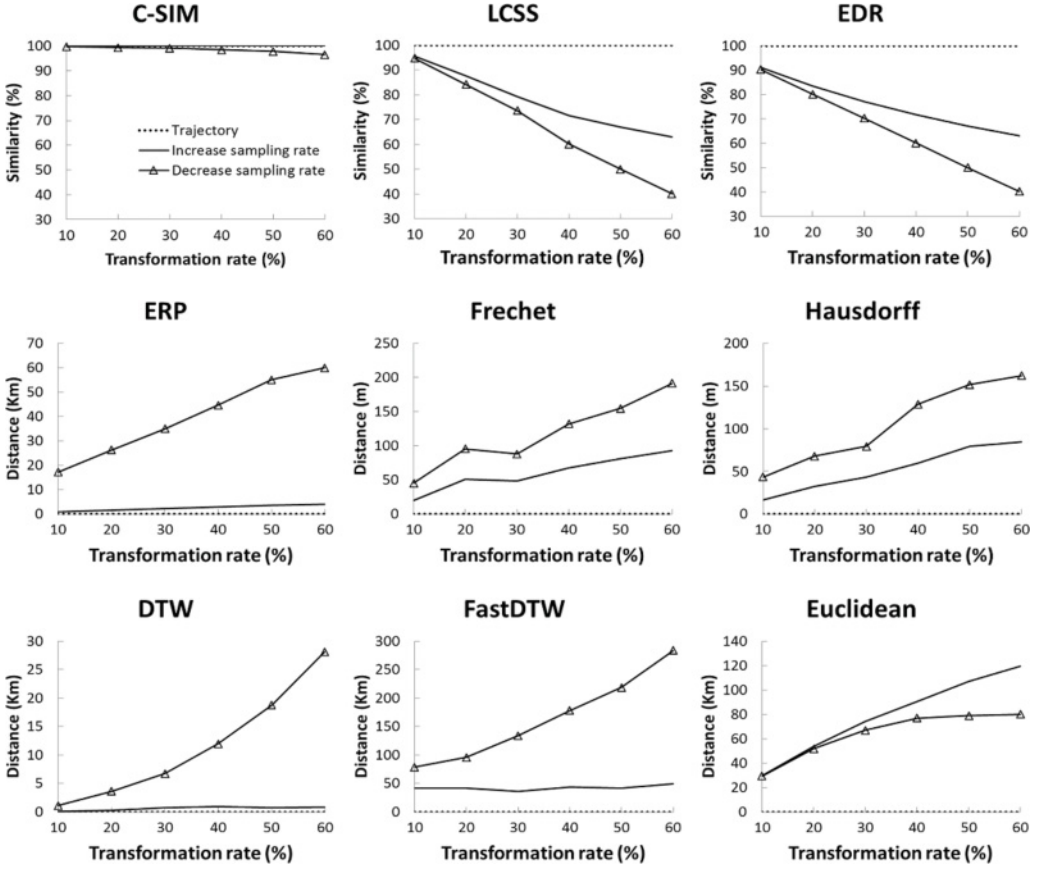 C-SIM
Similarity (%)
100
90
80
70
60
50
40
30
Trajectory
Increase sampling rate
Decrease sampling rate
10 20 30 40 50 60
Transformation rate (%)
LCSS
Similarity (%)
100
90
80
70
60
50
40
30
10 20 30 40 50 60
Transformation rate (%)
EDR
Similarity (%)
100
90
80
70
60
50
40
30
10 20 30 40 50 60
Transformation rate (%)
ERP
Distance (Km)
70
60
50
40
30
20
10
0
10 20 30 40 50 60
Transformation rate (%)
Frechet
Distance (m)
250
200
150
100
50
0
10 20 30 40 50 60
Transformation rate (%)
Hausdorff
Distance (m)
200
150
100
50
0
10 20 30 40 50 60
Transformation rate (%)
DTW
Distance (Km)
30
25
20
15
10
5
0
10 20 30 40 50 60
Transformation rate (%)
FastDTW
Distance (Km)
300
250
200
150
100
50
0
10 20 30 40 50 60
Transformation rate (%)
Euclidean
Distance (Km)
140
120
100
80
60
40
20
0
10 20 30 40 50 60
Transformation rate (%)